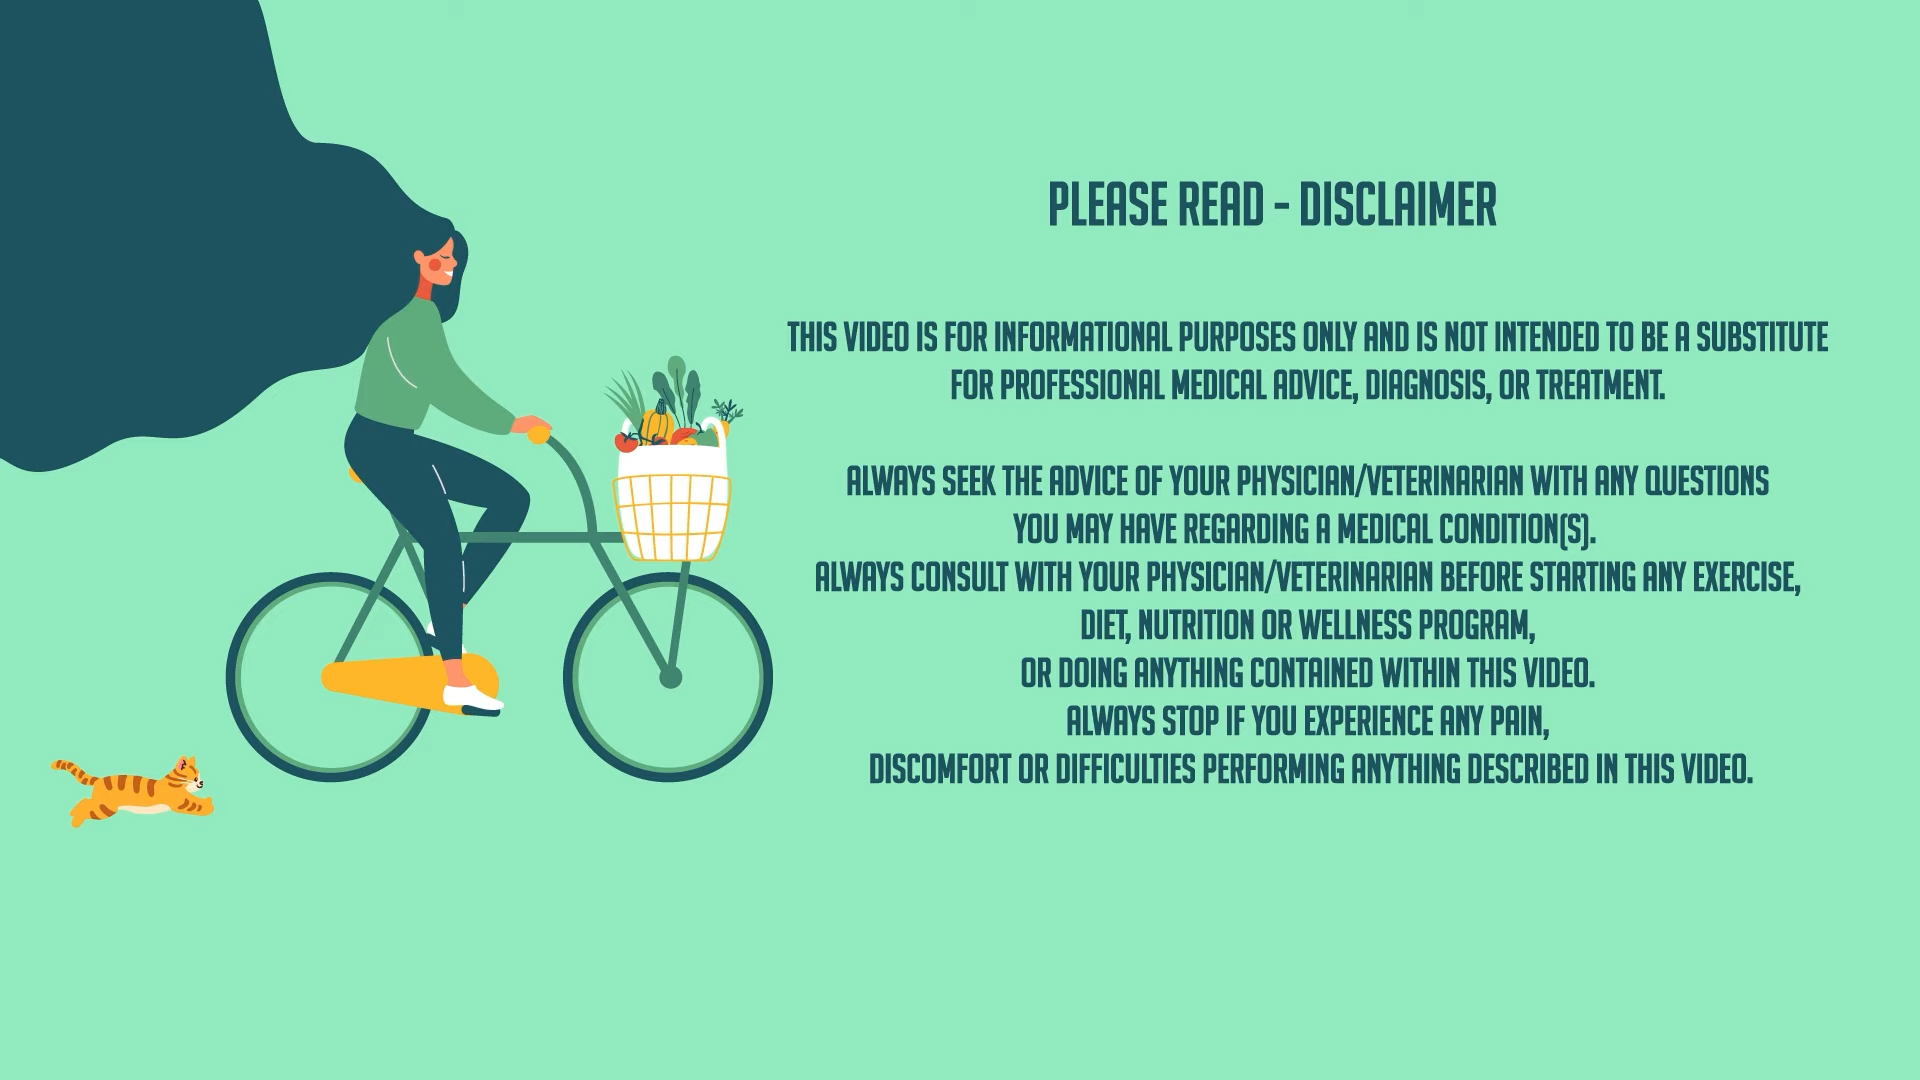 PLEASE READ - DISCLAIMER
THIS VIDEO IS FOR INFORMATIONAL PURPOSES ONLY AND IS NOT INTENDED TO BE A SUBSTITUTE
FOR PROFESSIONAL MEDICAL ADVICE, DIAGNOSIS, OR TREATMENT.
ALWAYS SEEK THE ADVICE OF YOUR PHYSICIAN/VETERINARIAN WITH ANY QUESTIONS
YOU MAY HAVE REGARDING A MEDICAL CONDITION(S).
ALWAYS CONSULT WITH YOUR PHYSICIAN/VETERINARIAN BEFORE STARTING ANY EXERCISE,
DIET, NUTRITION OR WELLNESS PROGRAM,
OR DOING ANYTHING CONTAINED WITHIN THIS VIDEO.
ALWAYS STOP IF YOU EXPERIENCE ANY PAIN,
DISCOMFORT OR DIFFICULTIES PERFORMING ANYTHING DESCRIBED IN THIS VIDEO.